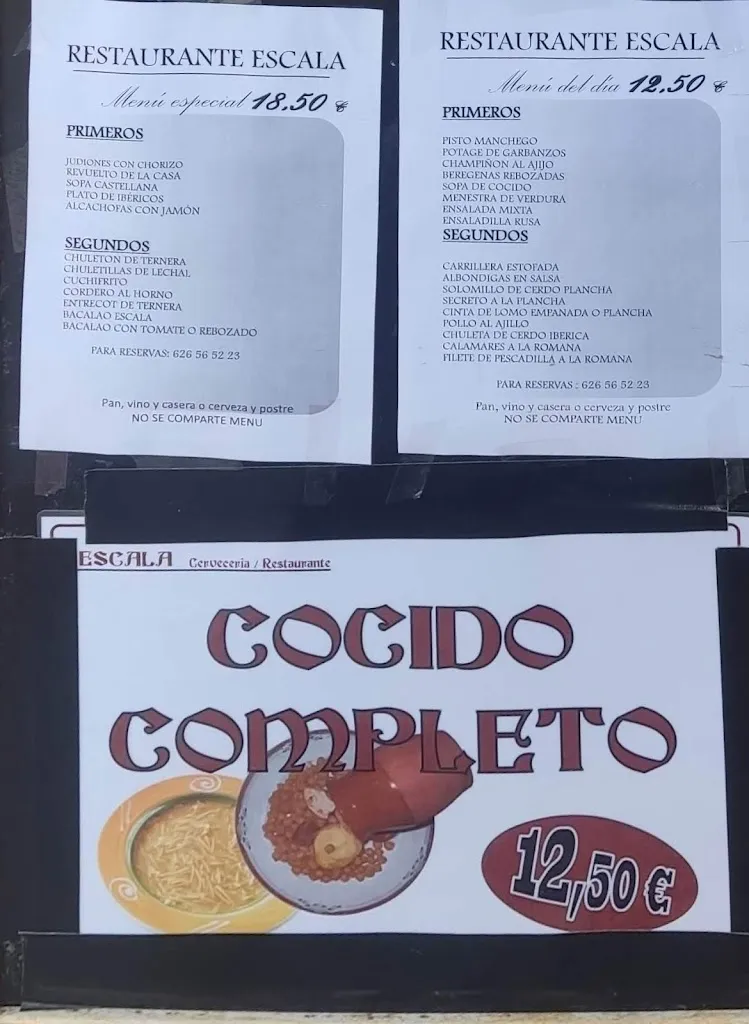 RESTAURANTE ESCALA
Menú especial 18.50 €
PRIMEROS
JUDIONES CON CHORIZO
REVUELTO DE LA CASA
SOPA CASTELLANA
PLATO DE IBÉRICOS
ALCACHOFAS CON JAMÓN
SEGUNDOS
CHULETON DE TERNERA
CHULETILLAS DE LECHAL
CUCHIFRITO
CORDERO AL HORNO
ENTRECOT DE TERNERA
BACALAO ESCALA
BACALAO CON TOMATE O REBOZADO
PARA RESERVAS: 626 56 52 23
Pan, vino y casera o cerveza y postre
NO SE COMPARTE MENU
RESTAURANTE ESCALA
Menú del día 12.50 €
PRIMEROS
PISTO MANCHEGO
POTAGE DE GARBANZOS
CHAMPIÑON AL AJIJO
BEREGENAS REBOZADAS
SOPA DE COCIDO
MENESTRA DE VERDURA
ENSALADA MIXTA
ENSALADILLA RUSA
SEGUNDOS
CARRILLERA ESTOFADA
ALBONDIGAS EN SALSA
SOLOMILLO DE CERDO PLANCHA
SECRETO A LA PLANCHA
CINTA DE LOMO EMPANADA O PLANCHA
POLLO AL AJILLO
CHULETA DE CERDO IBERICA
CALAMARES A LA ROMANA
FILETE DE PESCADILLA A LA ROMANA
PARA RESERVAS : 626 56 52 23
Pan, vino y casera o cerveza y postre
NO SE COMPARTE MENU
ESCALA Cerveceria / Restaurante
COCIDO
COMPLETO
12,50 €